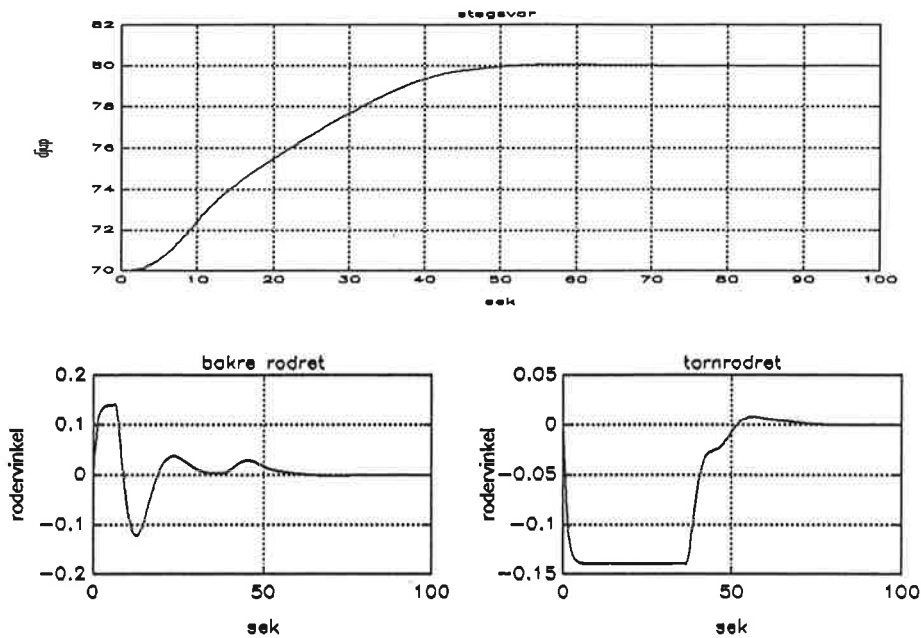 stegsvar
82
80
78
76
74
72
70
djup
0 10 20 30 40 50 60 70 80 90 100
sek
bakre rodret
0.2
0.1
0
-0.1
-0.2
rodervinkel
0 50 100
sek
tornrodret
0.05
0
-0.05
-0.1
-0.15
rodervinkel
0 50 100
sek